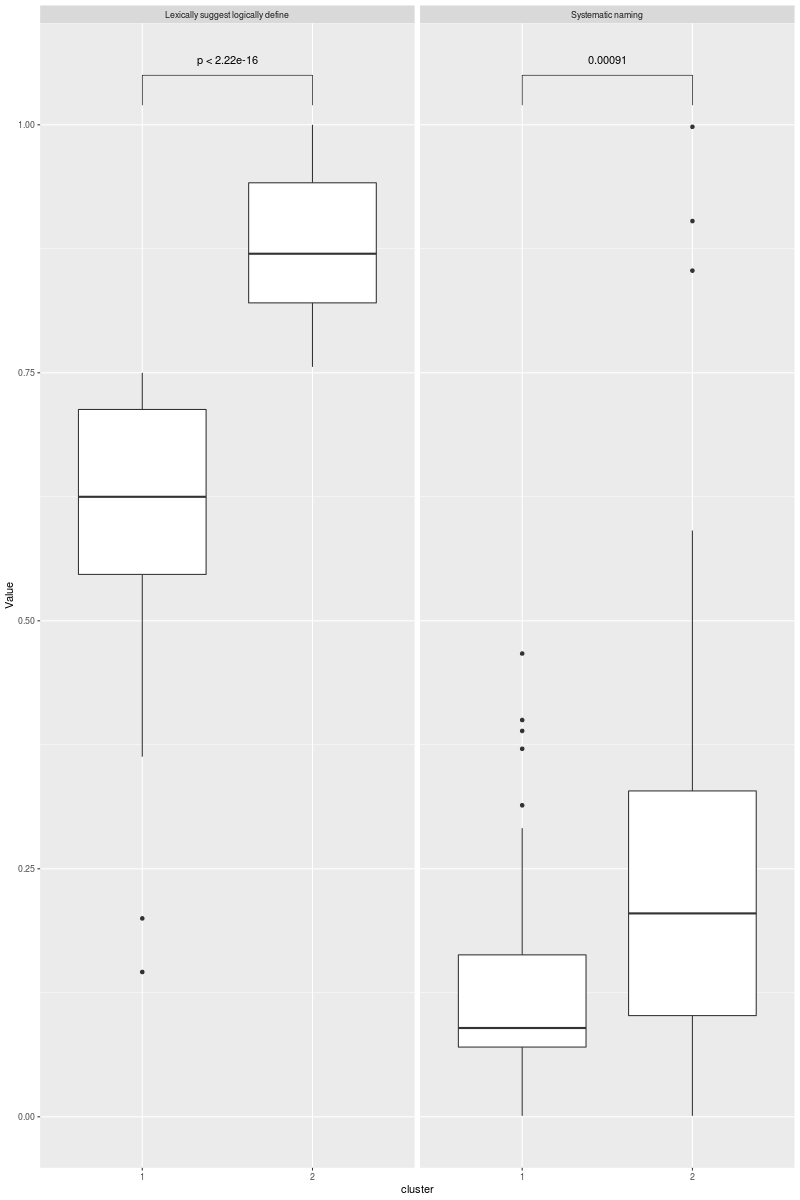 Lexically suggest logically define
Systematic naming
p < 2.22e-16
0.00091
1.00
0.75
0.50
0.25
0.00
Value
1
2
1
2
cluster